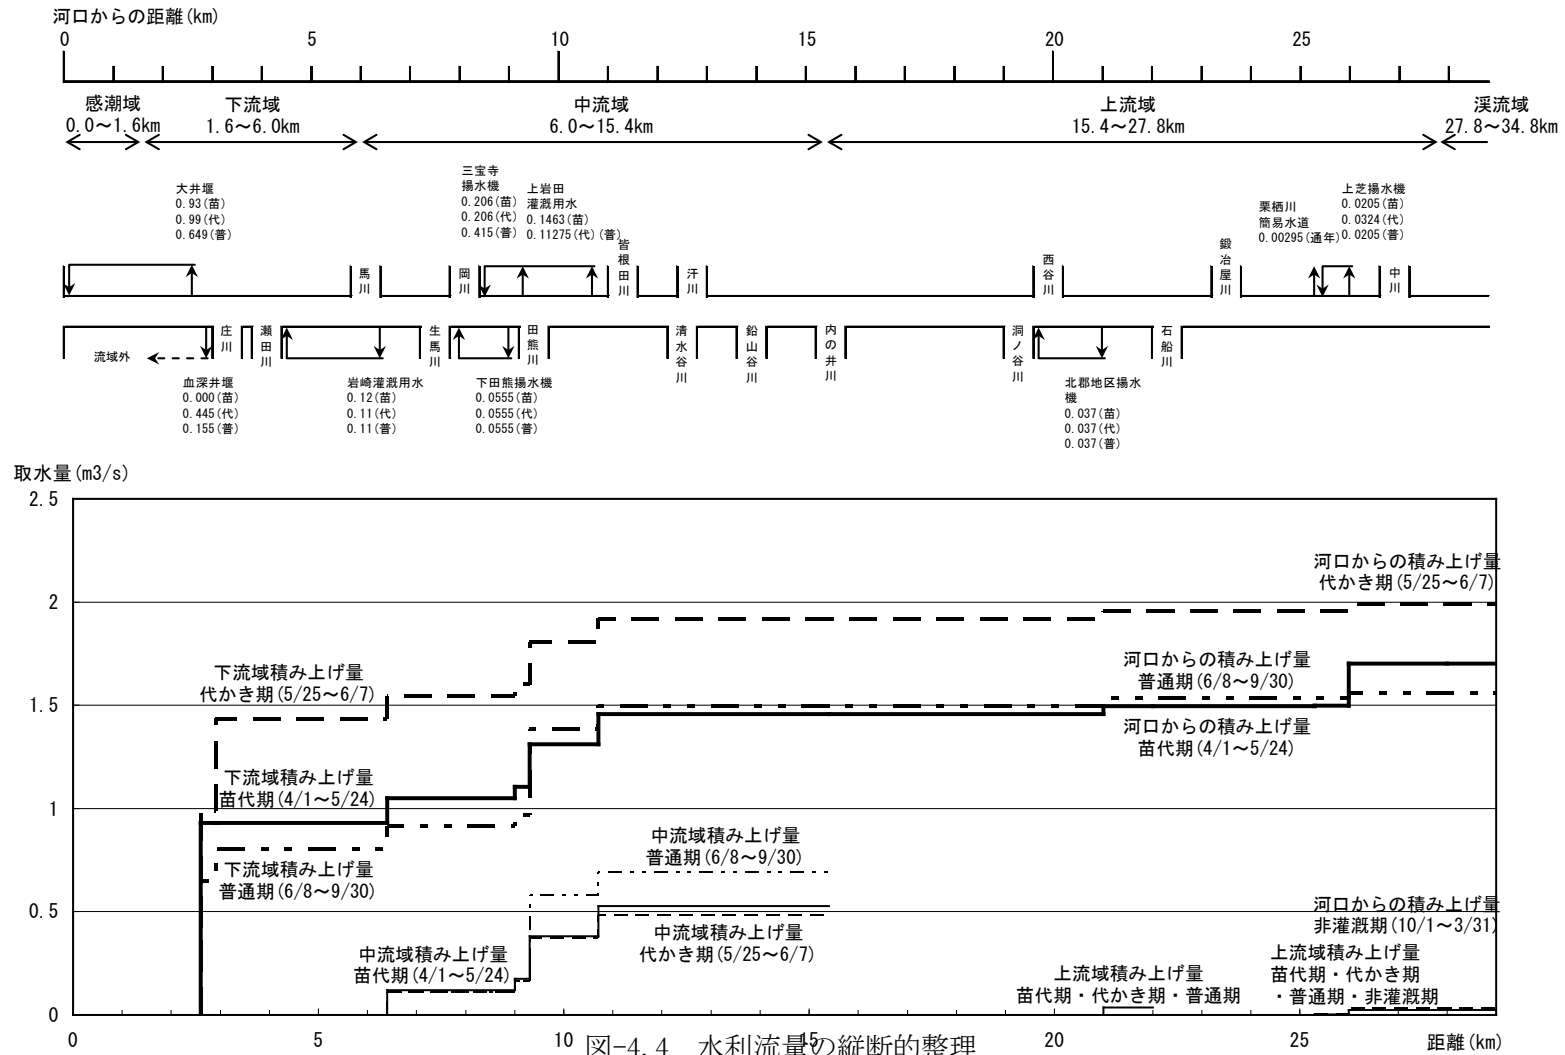 河口からの距離(km)
0 5 10 15 20 25
感潮域 下流域 中流域 上流域 渓流域
0.0～1.6km 1.6～6.0km 6.0～15.4km 15.4～27.8km 27.8～34.8km
大井堰
0.93(苗)
0.99(代)
0.649(普)
三宝寺
揚水機
0.206(苗)
0.206(代)
0.415(普)
上岩田
灌漑用水
0.1463(苗)
0.11275(代)(普)
栗栖川
簡易水道
0.00295(通年)
上芝揚水機
0.0205(苗)
0.0324(代)
0.0205(普)
馬川
岡川
皆根田川
汗川
西谷川
鍛冶屋川
中川
流域外
庄川
瀬田川
生馬川
田熊川
清水谷川
鉛山谷川
内の井川
洞ノ谷川
石船川
血深井堰
0.000(苗)
0.445(代)
0.155(普)
岩崎灌漑用水
0.12(苗)
0.11(代)
0.11(普)
下田熊揚水機
0.0555(苗)
0.0555(代)
0.0555(普)
北郡地区揚水
機
0.037(苗)
0.037(代)
0.037(普)
取水量(m3/s)
2.5
2
1.5
1
0.5
0
河口からの積み上げ量
代かき期(5/25～6/7)
下流域積み上げ量
代かき期(5/25～6/7)
河口からの積み上げ量
普通期(6/8～9/30)
河口からの積み上げ量
苗代期(4/1～5/24)
下流域積み上げ量
苗代期(4/1～5/24)
下流域積み上げ量
普通期(6/8～9/30)
中流域積み上げ量
普通期(6/8～9/30)
中流域積み上げ量
苗代期(4/1～5/24)
中流域積み上げ量
代かき期(5/25～6/7)
河口からの積み上げ量
非灌漑期(10/1～3/31)
上流域積み上げ量
苗代期・代かき期・普通期
上流域積み上げ量
苗代期・代かき期
・普通期・非灌漑期
0 5 10 15 20 25 距離(km)
図-4.4 水利流量の縦断的整理